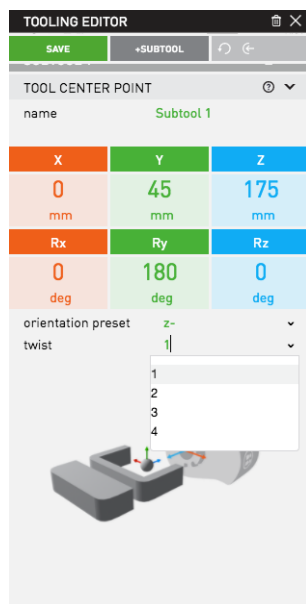 TOOLING EDITOR
SAVE +SUBTOOL
TOOL CENTER POINT
name Subtool 1
X Y Z
0 45 175
mm mm mm
Rx Ry Rz
0 180 0
deg deg deg
orientation preset z-
twist 1
1
2
3
4